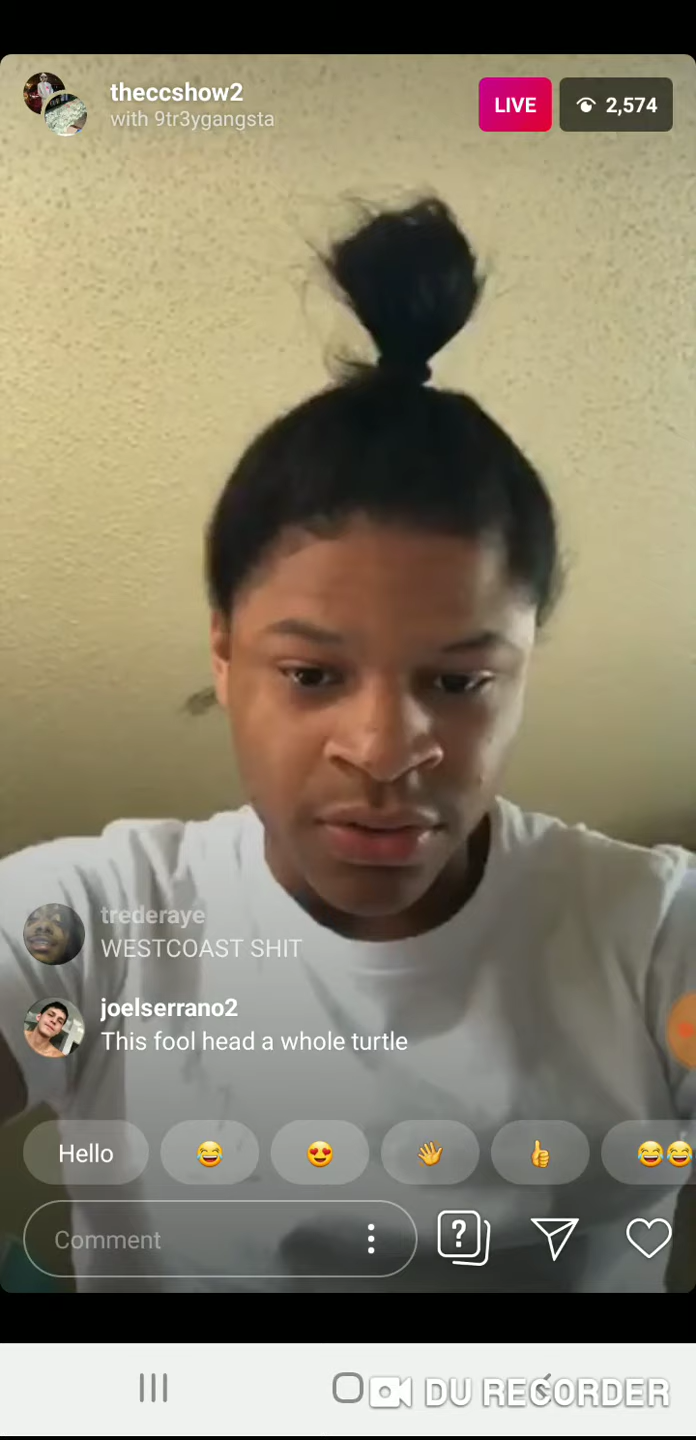 theccshow2
with 9tr3ygangsta
LIVE
2,574
trederaye
WESTCOAST SHIT
joelserrano2
This fool head a whole turtle
Hello
Comment
DU RECORDER